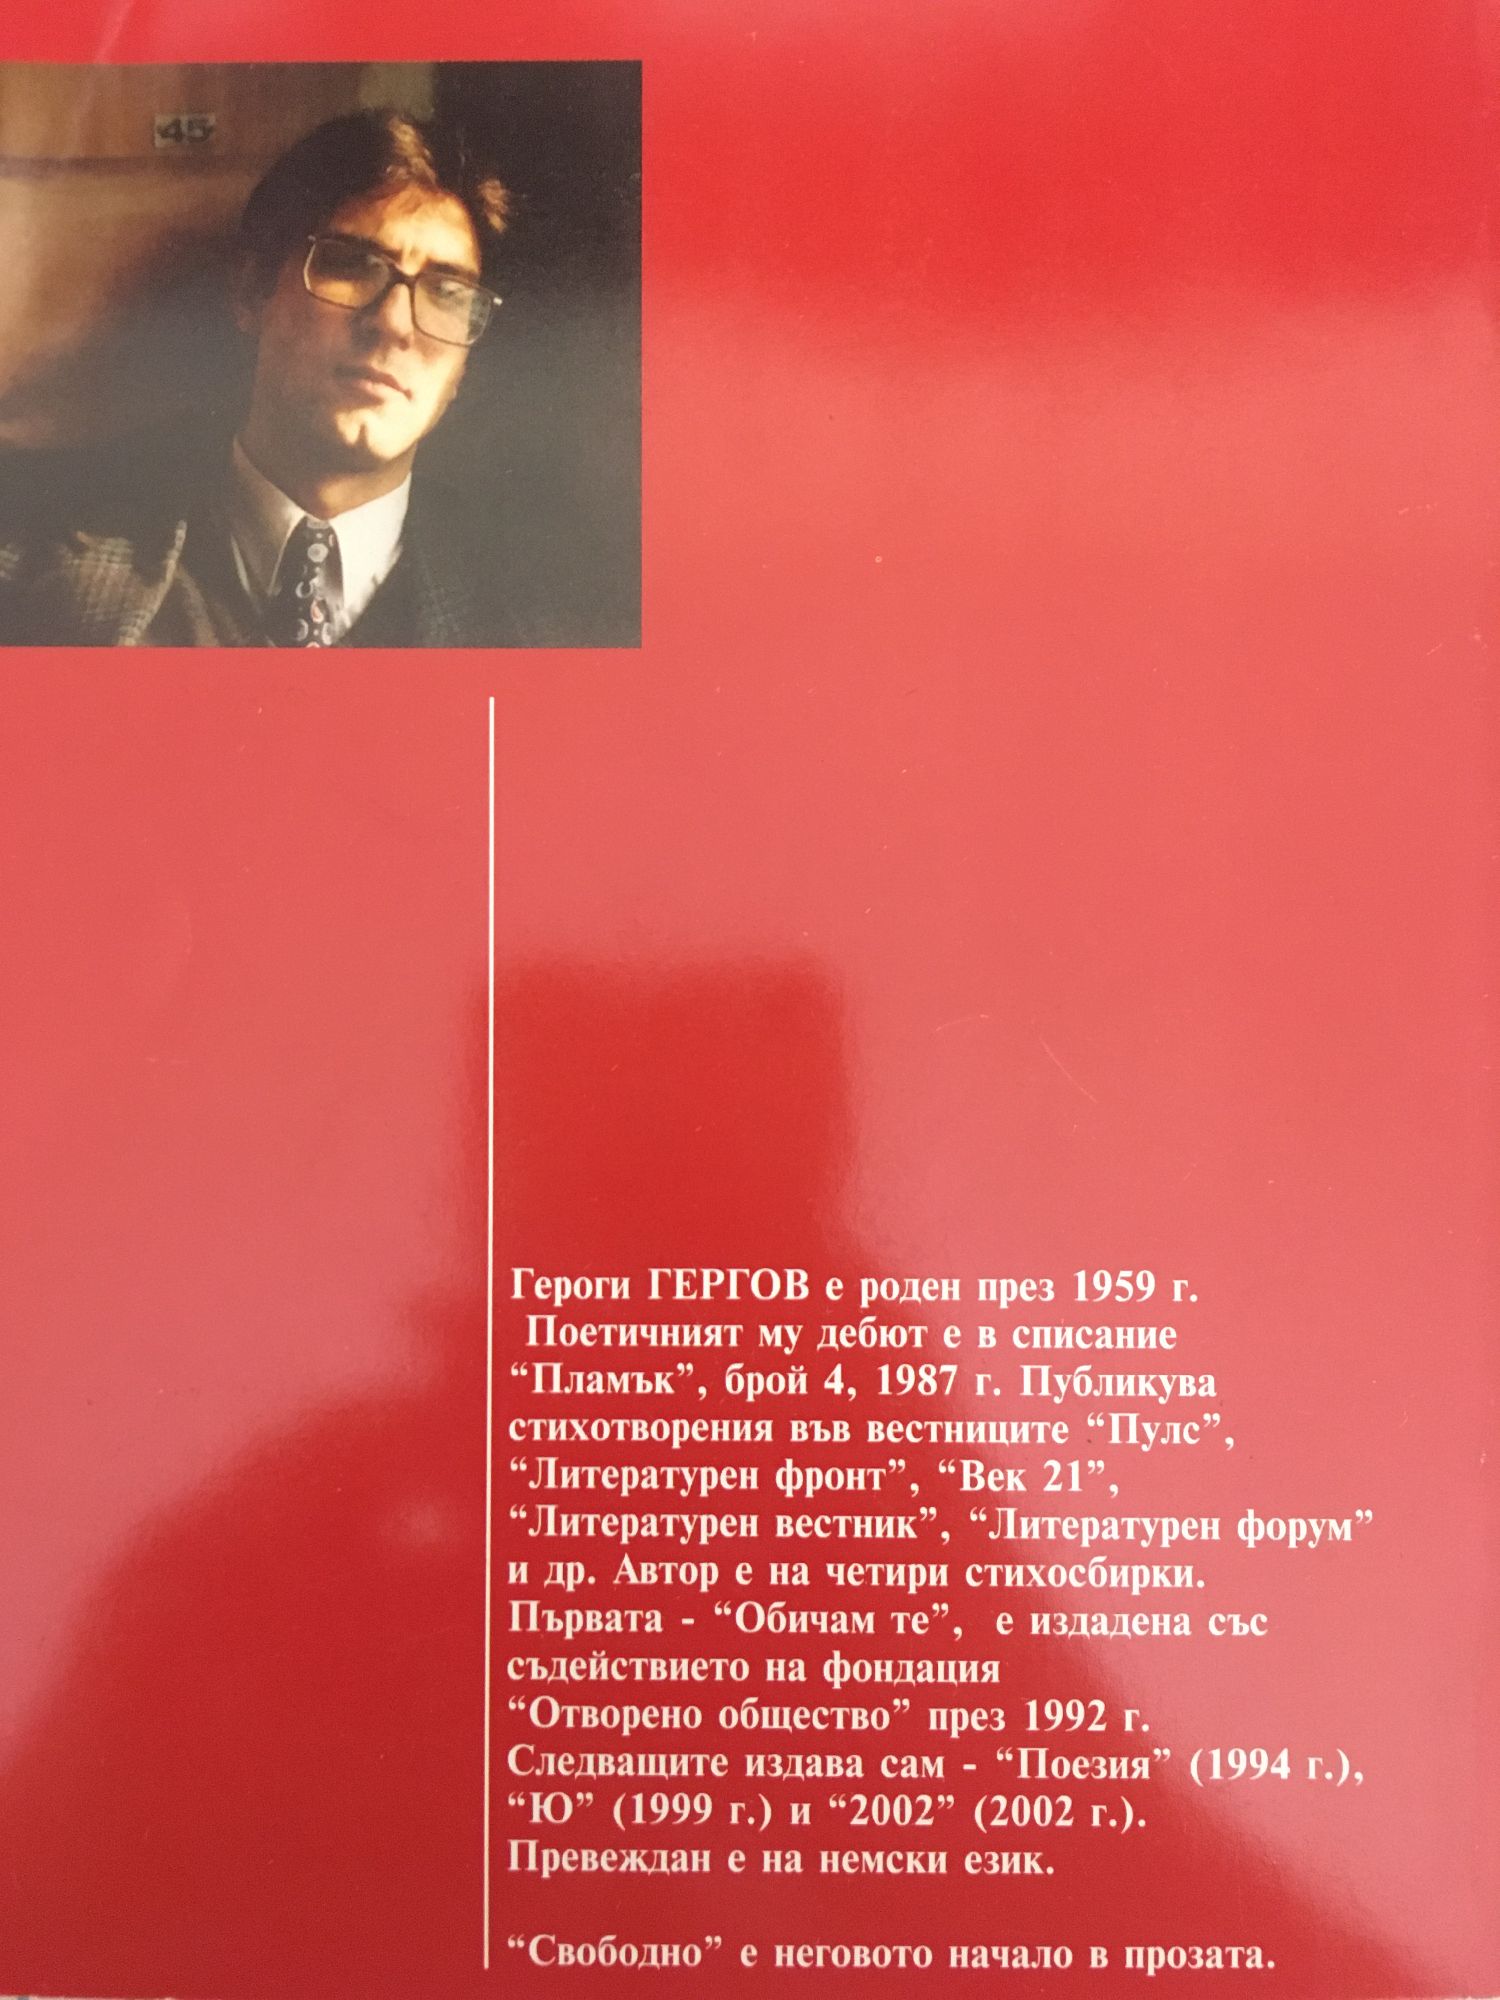 45
Героги ГЕРГОВ е роден през 1959 г.
Поетичният му дебют е в списание
“Пламък”, брой 4, 1987 г. Публикува
стихотворения във вестниците “Пулс”,
“Литературен фронт”, “Век 21”,
“Литературен вестник”, “Литературен форум”
и др. Автор е на четири стихосбирки.
Първата - “Обичам те”, е издадена със
съдействието на фондация
“Отворено общество” през 1992 г.
Следващите издава сам - “Поезия” (1994 г.),
“Ю” (1999 г.) и “2002” (2002 г.).
Превеждан е на немски език.
“Свободно” е неговото начало в прозата.